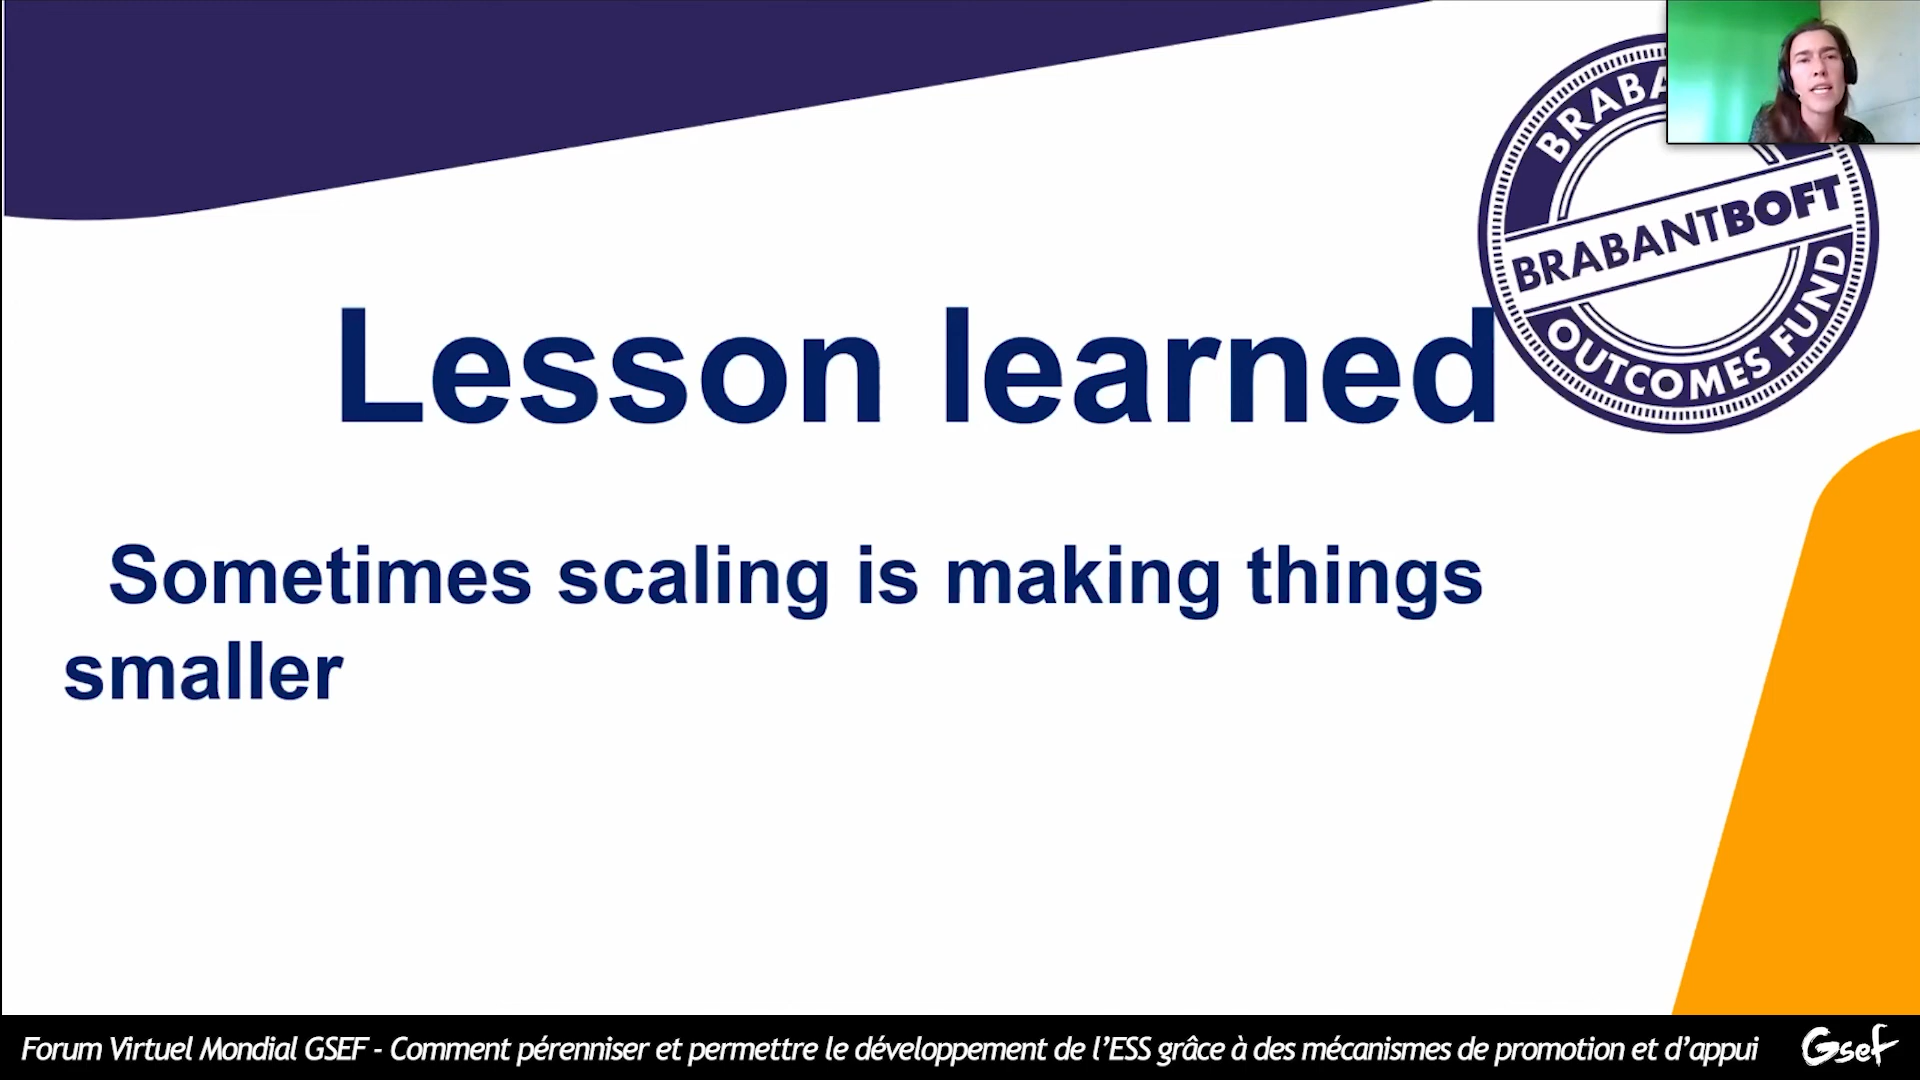 BRABA
BRABANTBOFT
OUTCOMES FUND
Lesson learned
Sometimes scaling is making things
smaller
Forum Virtuel Mondial GSEF - Comment pérenniser et permettre le développement de l’ESS grâce à des mécanismes de promotion et d’appui
Gsef